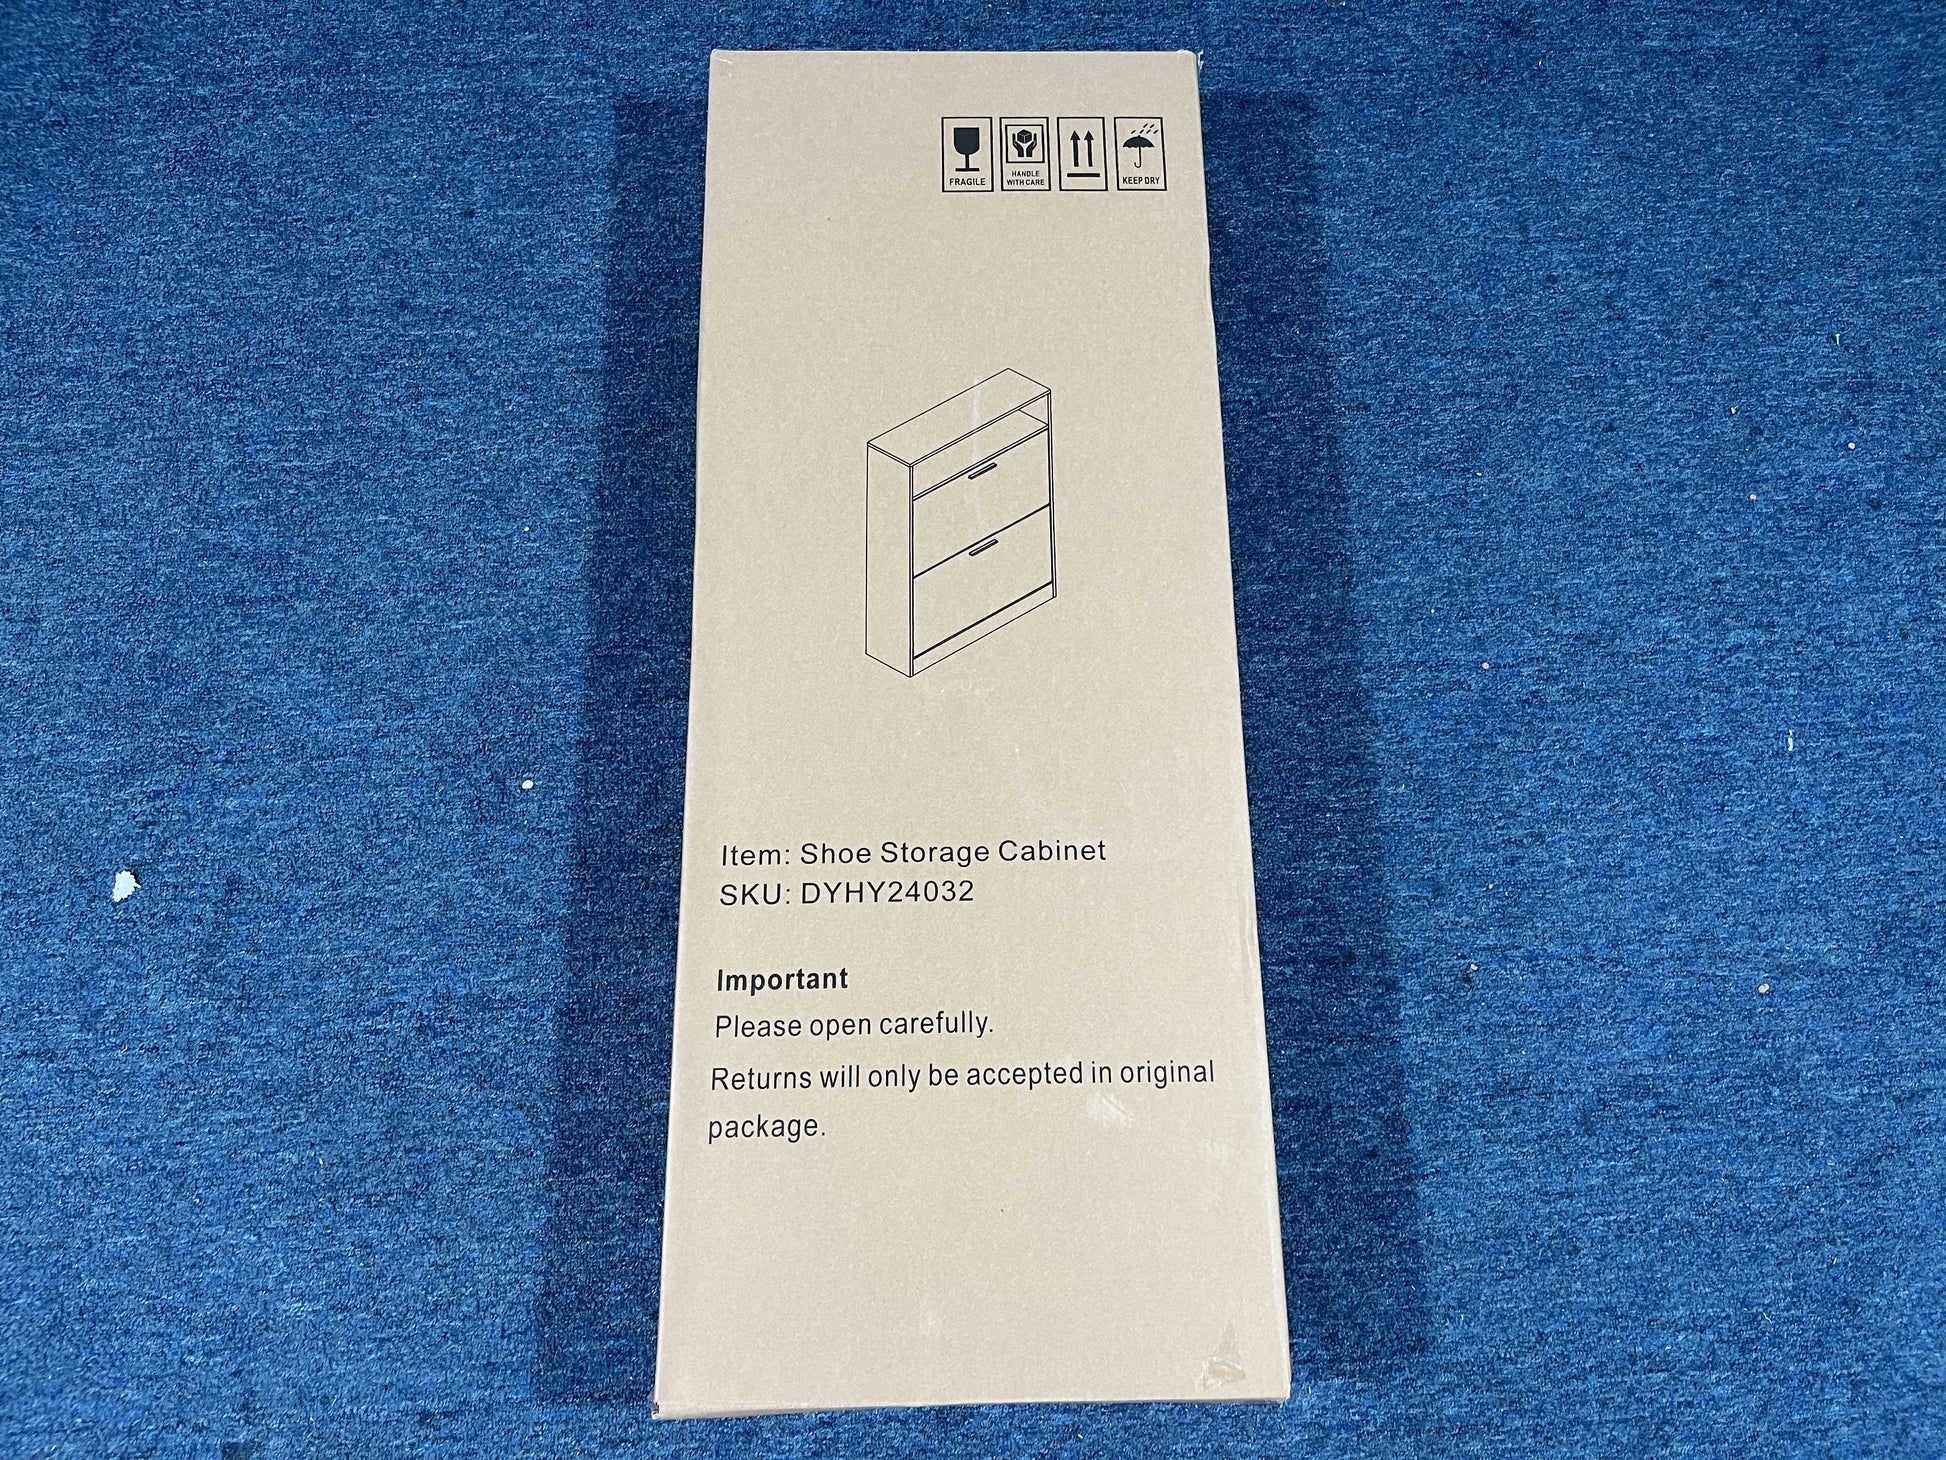 FRAGILE
HANDLE
WITH CARE
KEEP DRY
Item: Shoe Storage Cabinet
SKU: DYHY24032
Important
Please open carefully.
Returns will only be accepted in original
package.